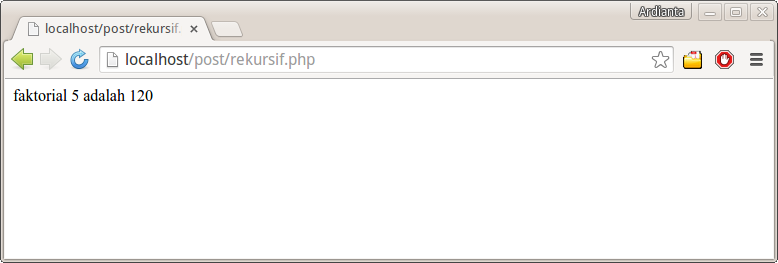 Ardianta
localhost/post/rekursif.
localhost/post/rekursif.php
faktorial 5 adalah 120